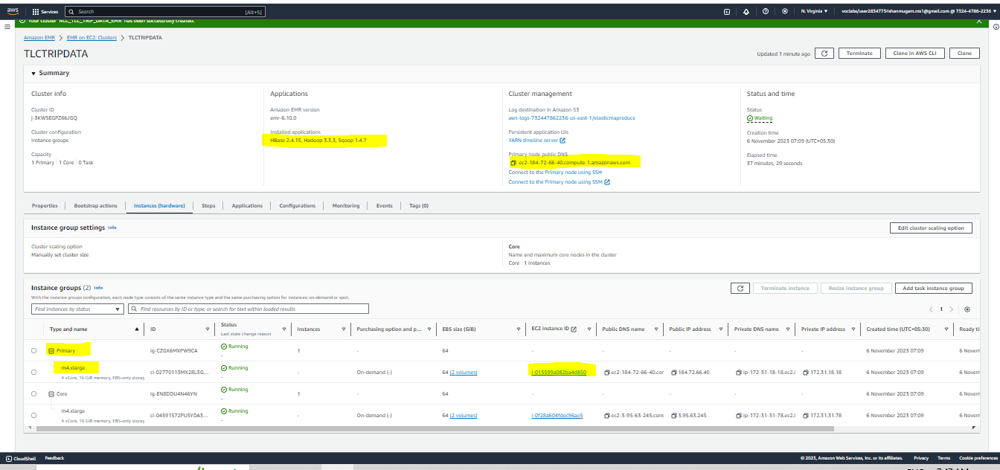 aws Services Search [Alt+S] N. Virginia voclabs/user2834775=shanmugam.ms1@gmail.com @ 7324-4786-2236
Your cluster has been successfully created.
Amazon EMR > EMR on EC2: Clusters > TLCTRIPDATA
TLCTRIPDATA
Updated 1 minute ago Terminate Clone in AWS CLI Clone
Summary
Cluster info
Cluster ID
j-3KWSEGPZ66JGQ
Cluster configuration
Instance groups
Capacity
1 Primary | 1 Core | 0 Task
Applications
Amazon EMR version
emr-6.10.0
Installed applications
HBase 2.4.15, Hadoop 3.3.3, Sqoop 1.4.7
Cluster management
Log destination in Amazon S3
aws-logs-732447862236-us-east-1/elasticmapreduce
Persistent application UIs
YARN timeline server
Primary node public DNS
ec2-184-72-66-40.compute-1.amazonaws.com
Connect to the Primary node using SSH
Connect to the Primary node using SSM
Status and time
Status
Waiting
Creation time
6 November 2023 07:09 (UTC+05:30)
Elapsed time
37 minutes, 29 seconds
Properties Bootstrap actions Instances (hardware) Steps Applications Configurations Monitoring Events Tags (0)
Instance group settings Info Edit cluster scaling option
Cluster scaling option
Manually set cluster size
Core
Name and maximum core nodes in the cluster
Core | 1 instances
Instance groups (2) Info Terminate instance Resize instance group Add task instance group
With the instance groups configuration, each node type consists of the same instance type and the same purchasing option for instances: on-demand or spot.
Find instances by status Find resources by ID or type; or search for text within loaded results < 1 >
Type and name ID Status Instances Purchasing option and p... EBS size (GiB) EC2 instance ID Public DNS name Public IP address Private DNS name Private IP address Created time (UTC+05:30) Ready ti
Last state change reason
Primary ig-CZGX6MXPW9CA Running 1 - 64 - - - - - 6 November 2023 07:09 6 Novem
-
m4.xlarge ci-02770113MX28L3G... Running - On-demand (-) 64 (2 volumes) i-015599a082ba4d850 ec2-184-72-66-40.cor 184.72.66.40 ip-172-31-18-18.ec2.i 172.31.18.18 6 November 2023 07:09 6 Novem
4 vCore, 16 GiB memory, EBS-only storag -
Core ig-EN8DDU4N46YN Running 1 - 64 - - - - - 6 November 2023 07:09 6 Novem
-
m4.xlarge ci-04591572PUSYDA3... Running - On-demand (-) 64 (2 volumes) i-0f28a604fdec96ae5 ec2-3-95-63-245.com 3.95.63.245 ip-172-31-31-78.ec2.i 172.31.31.78 6 November 2023 07:09 6 Novem
4 vCore, 16 GiB memory, EBS-only storag -
CloudShell Feedback © 2023, Amazon Web Services, Inc. or its affiliates. Privacy Terms Cookie preferences